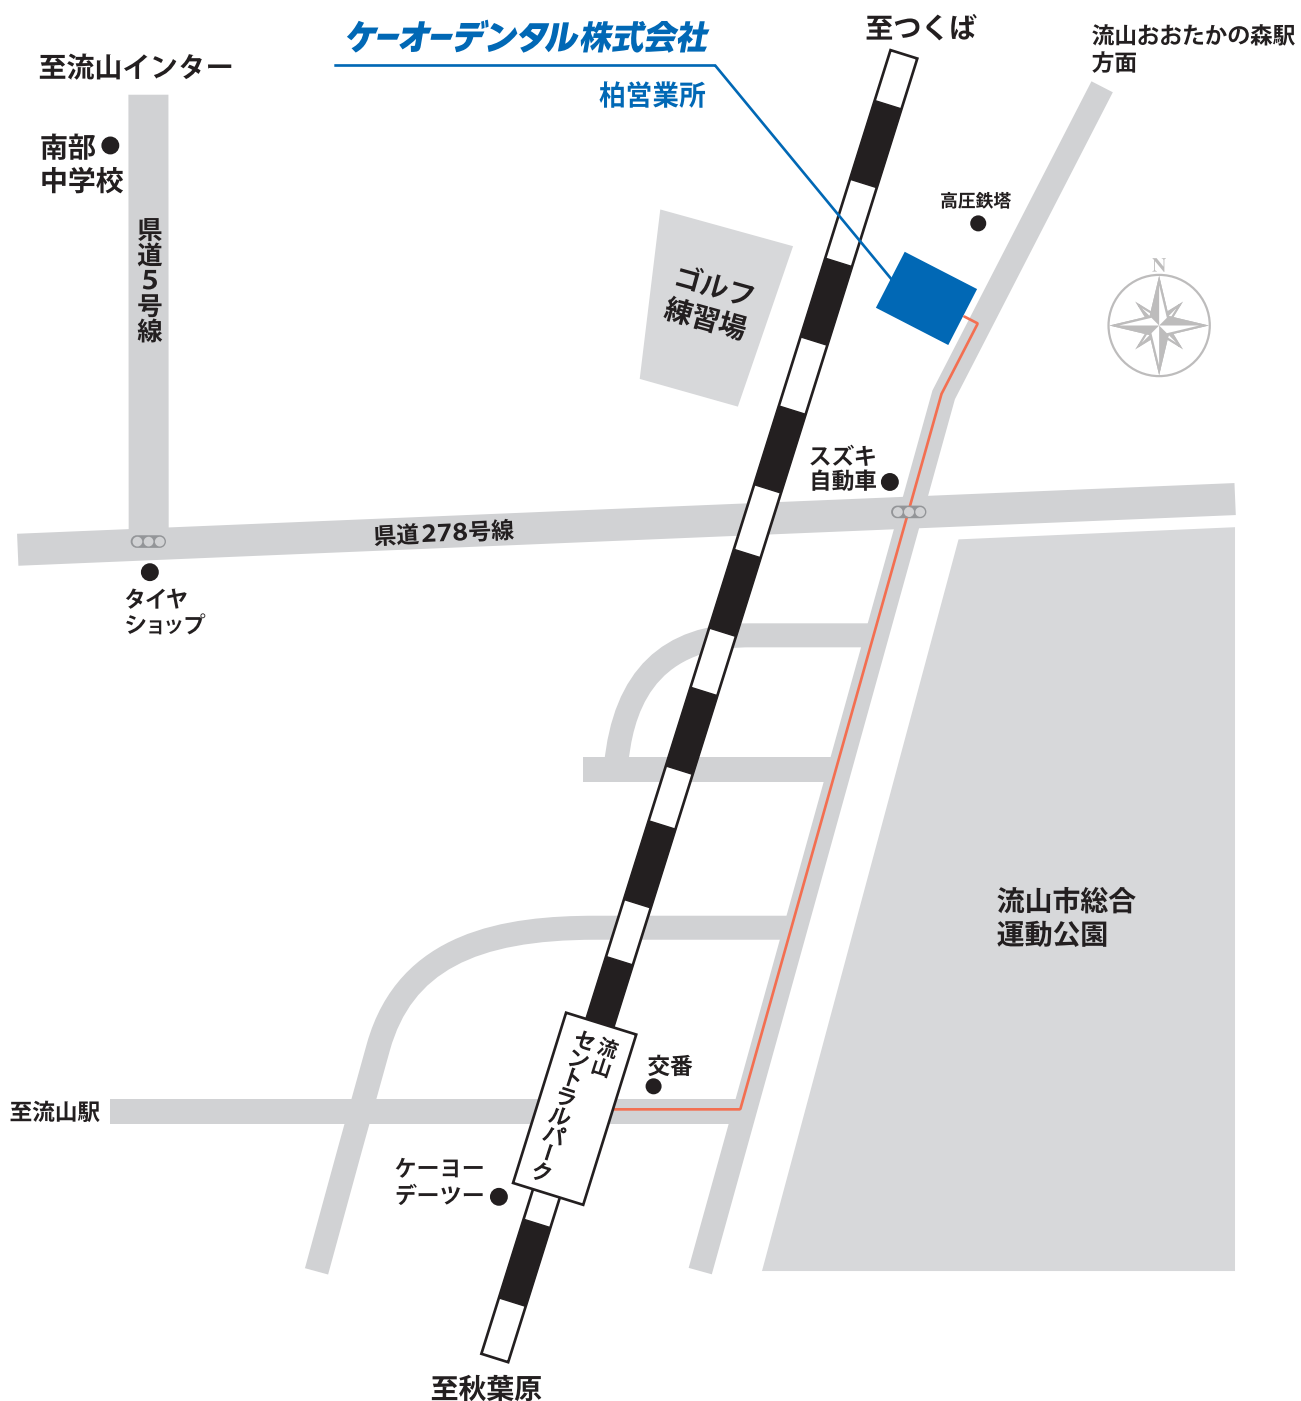 ケーオーデンタル株式会社
柏営業所
至つくば
流山おおたかの森駅
方面
至流山インター
南部
中学校
県道5号線
高圧鉄塔
N
ゴルフ
練習場
スズキ
自動車
県道278号線
タイヤ
ショップ
流山市総合
運動公園
流山
セントラルパーク
交番
至流山駅
ケーヨー
デーツー
至秋葉原